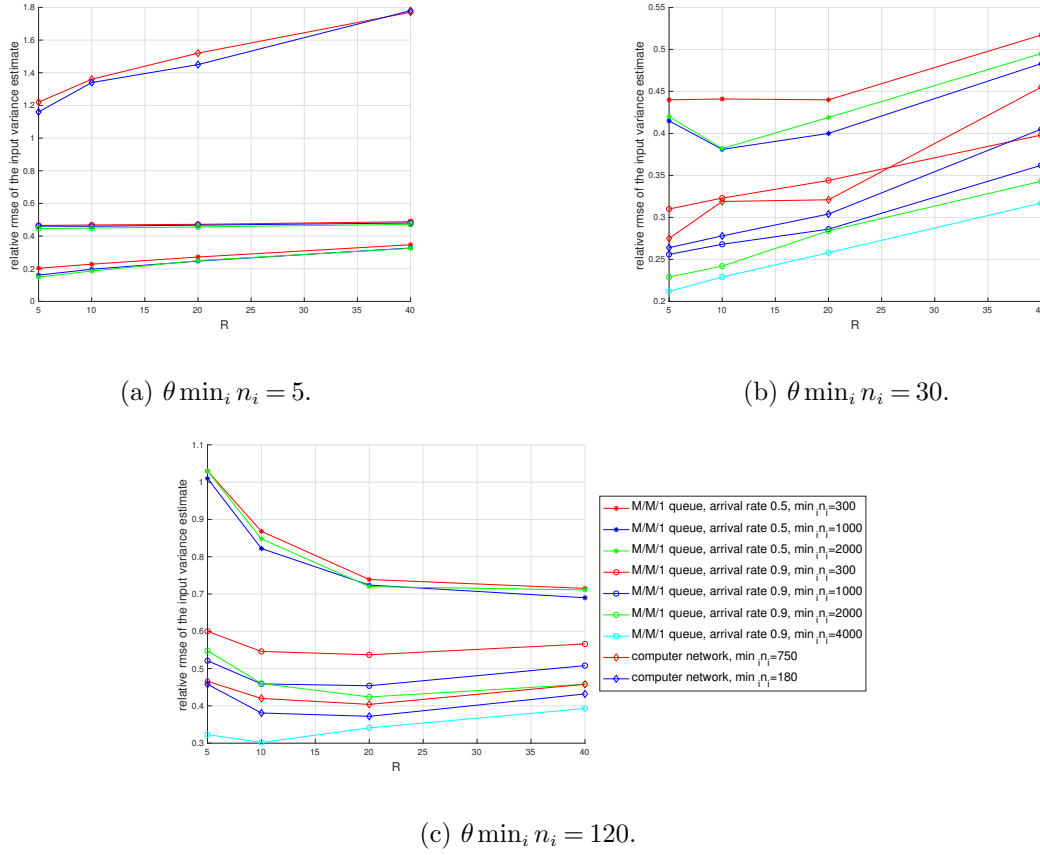 1.8
1.6
1.4
1.2
1
0.8
0.6
0.4
0.2
0
5 10 15 20 25 30 35 40
R
relative rmse of the input variance estimate
(a) θ min_i n_i = 5.
0.55
0.5
0.45
0.4
0.35
0.3
0.25
0.2
5 10 15 20 25 30 35 40
R
relative rmse of the input variance estimate
(b) θ min_i n_i = 30.
1.1
1
0.9
0.8
0.7
0.6
0.5
0.4
0.3
5 10 15 20 25 30 35 40
R
relative rmse of the input variance estimate
M/M/1 queue, arrival rate 0.5, min_i n_i=300
M/M/1 queue, arrival rate 0.5, min_i n_i=1000
M/M/1 queue, arrival rate 0.5, min_i n_i=2000
M/M/1 queue, arrival rate 0.9, min_i n_i=300
M/M/1 queue, arrival rate 0.9, min_i n_i=1000
M/M/1 queue, arrival rate 0.9, min_i n_i=2000
M/M/1 queue, arrival rate 0.9, min_i n_i=4000
computer network, min_i n_i=750
computer network, min_i n_i=180
(c) θ min_i n_i = 120.